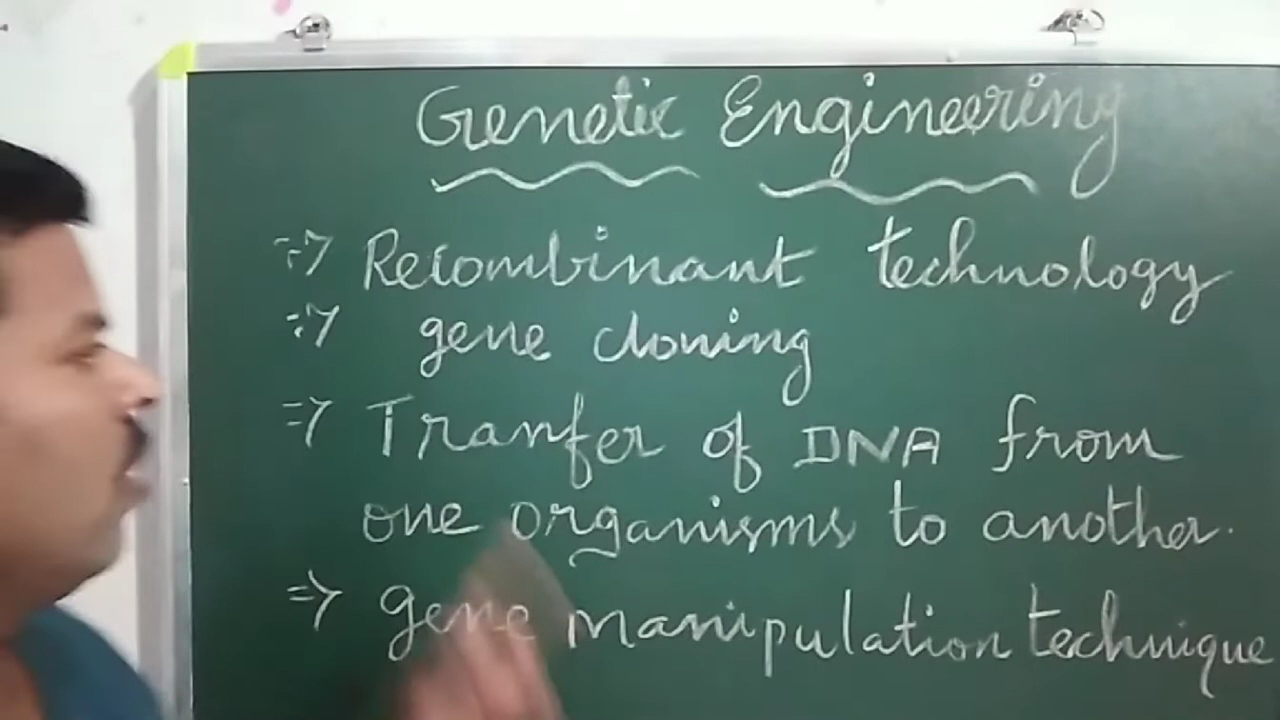 Genetic Engineering
⇒ Recombinant technology
⇒ gene cloning
⇒ Tranfer of DNA from
one organisms to another.
⇒ gene manipulation technique